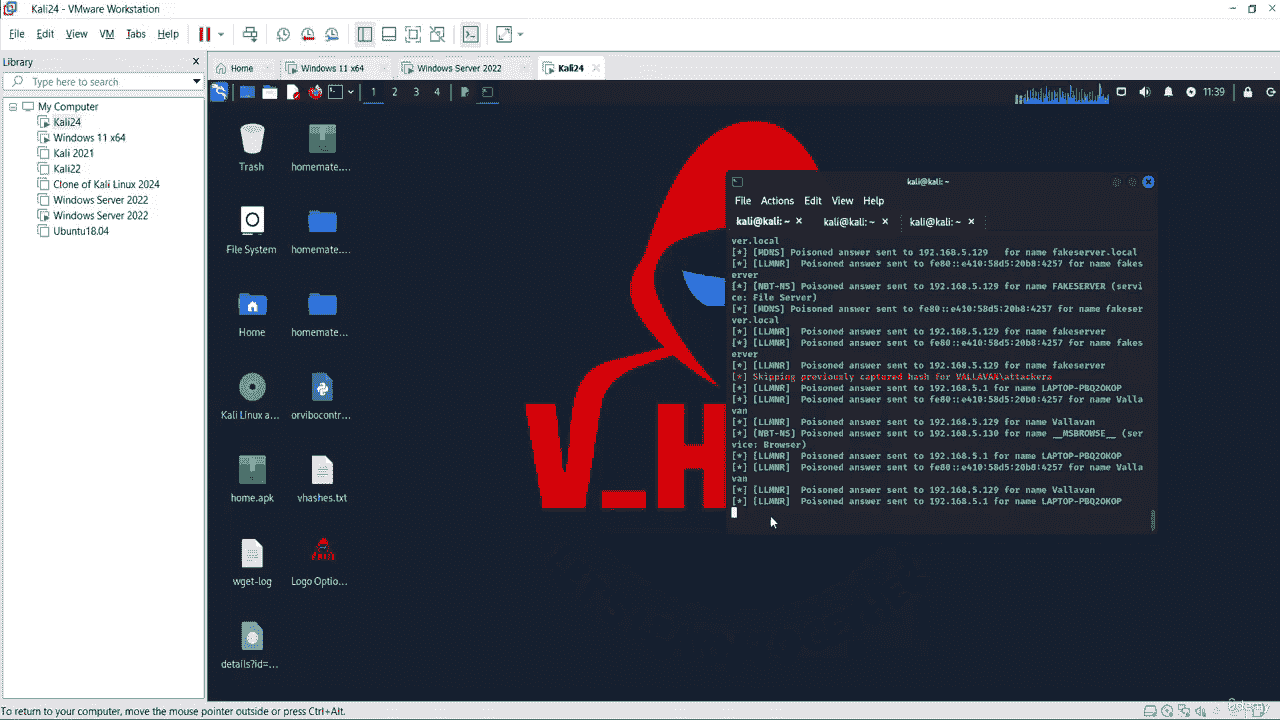 Kali24 - VMware Workstation
File Edit View VM Tabs Help
Library
Type here to search
My Computer
Kali24
Windows 11 x64
Kali 2021
Kali22
Clone of Kali Linux 2024
Windows Server 2022
Windows Server 2022
Ubuntu18.04
Home
Windows 11 x64
Windows Server 2022
Kali24
1 2 3 4
11:39
Trash
homemate....
File System
homemate....
Home
homemate...
Kali Linux a...
orvibocontr...
home.apk
vhashes.txt
wget-log
Logo Optio...
details?id=...
V_H
kali@kali: ~
File Actions Edit View Help
kali@kali: ~ kali@kali: ~ kali@kali: ~
ver.local
[*] [MDNS] Poisoned answer sent to 192.168.5.129 for name fakeserver.local
[*] [LLMNR] Poisoned answer sent to fe80::e410:58d5:20b8:4257 for name fakes
erver
[*] [NBT-NS] Poisoned answer sent to 192.168.5.129 for name FAKESERVER (servi
ce: File Server)
[*] [MDNS] Poisoned answer sent to fe80::e410:58d5:20b8:4257 for name fakeser
ver.local
[*] [LLMNR] Poisoned answer sent to 192.168.5.129 for name fakeserver
[*] [LLMNR] Poisoned answer sent to fe80::e410:58d5:20b8:4257 for name fakes
erver
[*] [LLMNR] Poisoned answer sent to 192.168.5.129 for name fakeserver
[*] Skipping previously captured hash for VALLAVAN\attackera
[*] [LLMNR] Poisoned answer sent to 192.168.5.1 for name LAPTOP-PBQ2OKOP
[*] [LLMNR] Poisoned answer sent to fe80::e410:58d5:20b8:4257 for name Valla
van
[*] [LLMNR] Poisoned answer sent to 192.168.5.129 for name Vallavan
[*] [NBT-NS] Poisoned answer sent to 192.168.5.130 for name __MSBROWSE__ (ser
vice: Browser)
[*] [LLMNR] Poisoned answer sent to 192.168.5.1 for name LAPTOP-PBQ2OKOP
[*] [LLMNR] Poisoned answer sent to fe80::e410:58d5:20b8:4257 for name Valla
van
[*] [LLMNR] Poisoned answer sent to 192.168.5.129 for name Vallavan
[*] [LLMNR] Poisoned answer sent to 192.168.5.1 for name LAPTOP-PBQ2OKOP
To return to your computer, move the mouse pointer outside or press Ctrl+Alt.